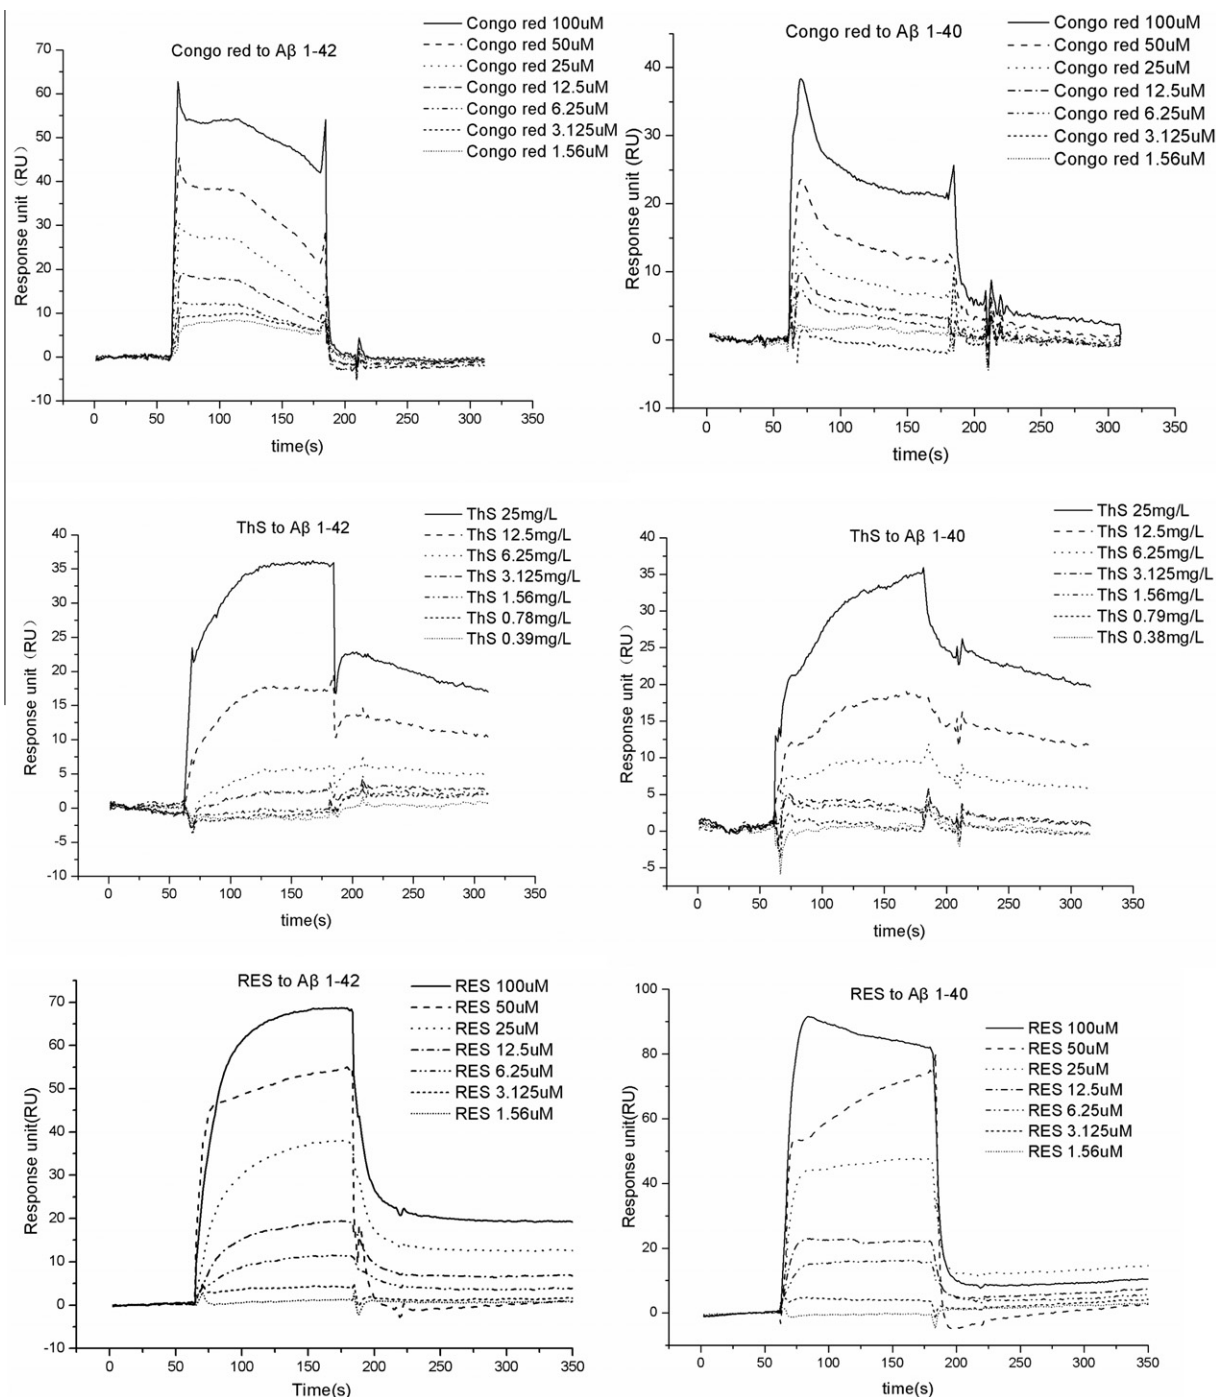 Congo red to Aβ 1-42
Congo red 100uM
Congo red 50uM
Congo red 25uM
Congo red 12.5uM
Congo red 6.25uM
Congo red 3.125uM
Congo red 1.56uM
Response unit（RU）
70
60
50
40
30
20
10
0
-10
0 50 100 150 200 250 300 350
time(s)
Congo red to Aβ 1-40
Congo red 100uM
Congo red 50uM
Congo red 25uM
Congo red 12.5uM
Congo red 6.25uM
Congo red 3.125uM
Congo red 1.56uM
Response unit (RU)
40
30
20
10
0
-10
0 50 100 150 200 250 300 350
time(s)
ThS to Aβ 1-42
ThS 25mg/L
ThS 12.5mg/L
ThS 6.25mg/L
ThS 3.125mg/L
ThS 1.56mg/L
ThS 0.78mg/L
ThS 0.39mg/L
Response unit（RU）
40
35
30
25
20
15
10
5
0
-5
-10
0 50 100 150 200 250 300 350
time(s)
ThS to Aβ 1-40
ThS 25mg/L
ThS 12.5mg/L
ThS 6.25mg/L
ThS 3.125mg/L
ThS 1.56mg/L
ThS 0.79mg/L
ThS 0.38mg/L
Response unit（RU）
40
35
30
25
20
15
10
5
0
-5
0 50 100 150 200 250 300 350
time(s)
RES to Aβ 1-42
RES 100uM
RES 50uM
RES 25uM
RES 12.5uM
RES 6.25uM
RES 3.125uM
RES 1.56uM
Response unit(RU)
70
60
50
40
30
20
10
0
-10
0 50 100 150 200 250 300 350
Time(s)
RES to Aβ 1-40
RES 100uM
RES 50uM
RES 25uM
RES 12.5uM
RES 6.25uM
RES 3.125uM
RES 1.56uM
Response unit(RU)
100
80
60
40
20
0
0 50 100 150 200 250 300 350
time(s)